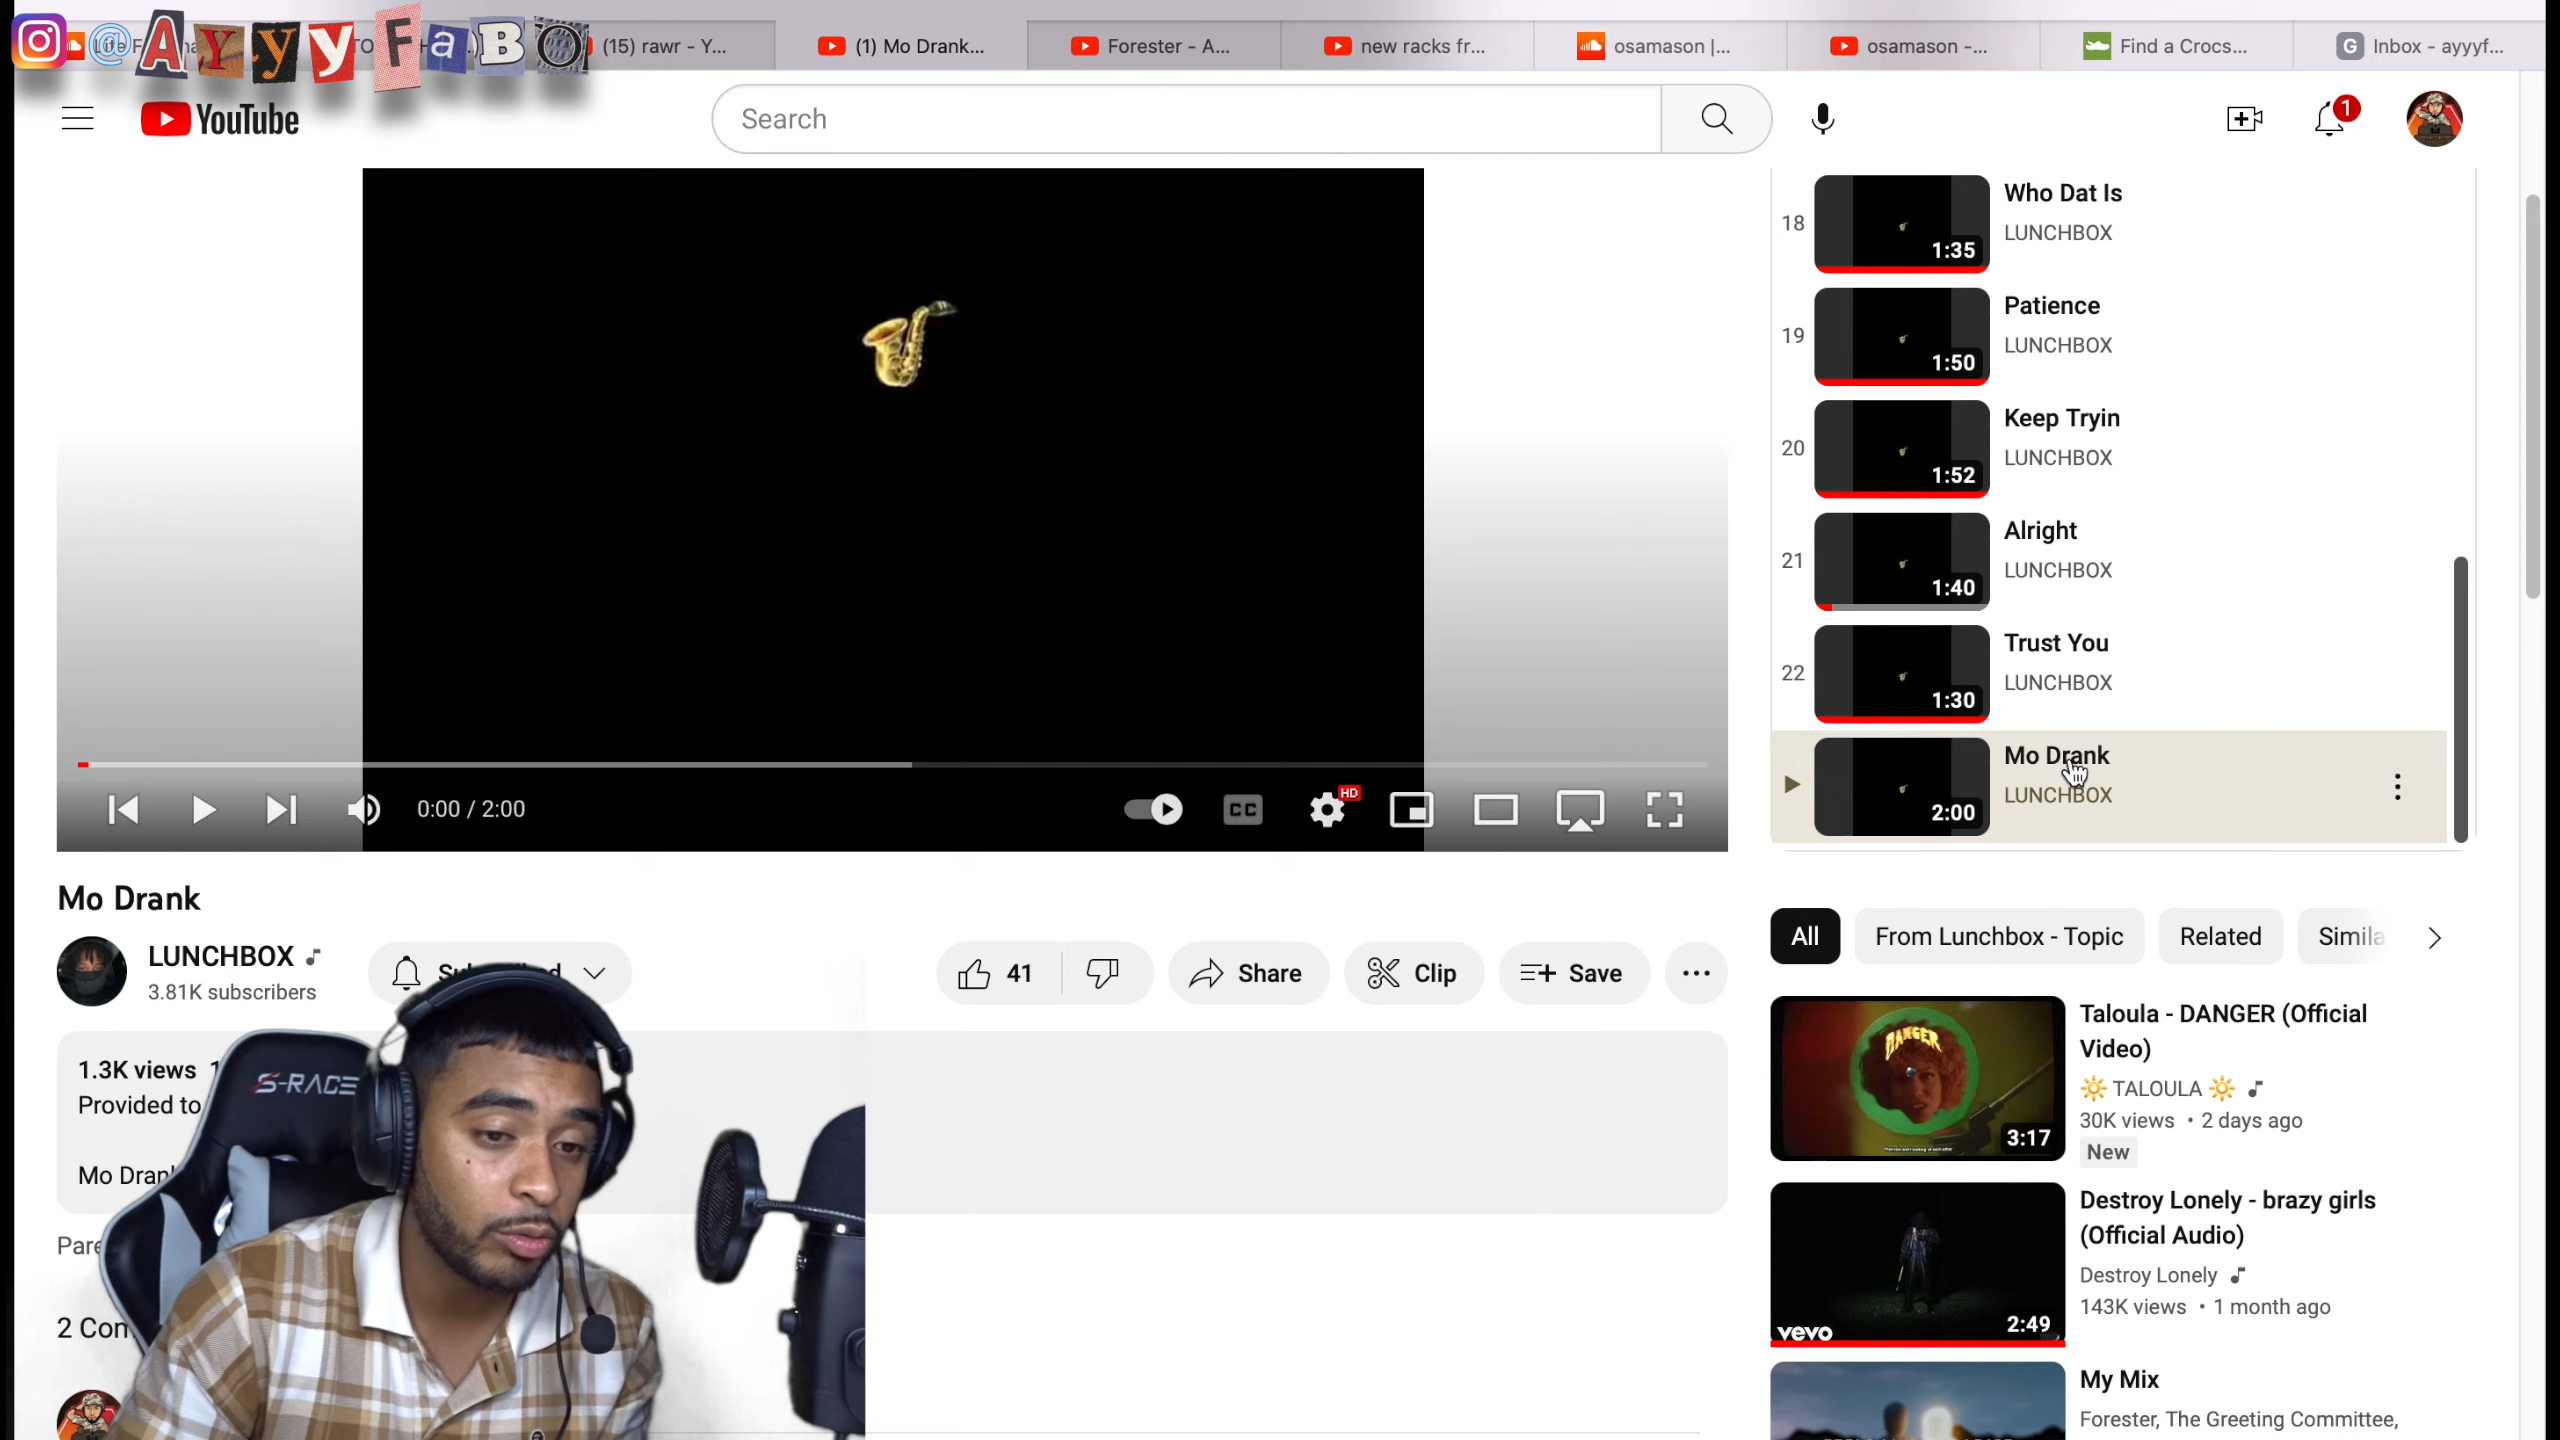 @AyyyFaBO
(15) rawr - Y...
(1) Mo Drank...
Forester - A...
new racks fr...
osamason |...
osamason -...
Find a Crocs...
G Inbox - ayyyf...
YouTube
Search
1
18
Who Dat Is
LUNCHBOX
1:35
19
Patience
LUNCHBOX
1:50
20
Keep Tryin
LUNCHBOX
1:52
21
Alright
LUNCHBOX
1:40
22
Trust You
LUNCHBOX
1:30
Mo Drank
LUNCHBOX
2:00
0:00 / 2:00
CC
HD
Mo Drank
LUNCHBOX
3.81K subscribers
41
Share
Clip
Save
1.3K views
Provided to
S-RACE
Mo Dran
2 Com
All
From Lunchbox - Topic
Related
Simila
DANGER
3:17
Taloula - DANGER (Official
Video)
TALOULA
30K views • 2 days ago
New
vevo
2:49
Destroy Lonely - brazy girls
(Official Audio)
Destroy Lonely
143K views • 1 month ago
My Mix
Forester, The Greeting Committee,